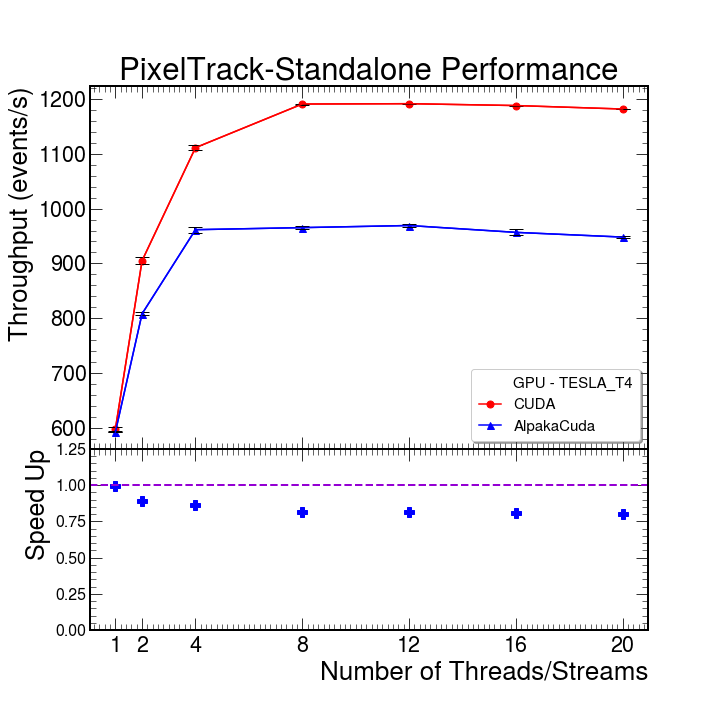 PixelTrack-Standalone Performance
Throughput (events/s)
1200
1100
1000
900
800
700
600
GPU - TESLA_T4
CUDA
AlpakaCuda
Speed Up
1.25
1.00
0.75
0.50
0.25
0.00
1 2 4 8 12 16 20
Number of Threads/Streams